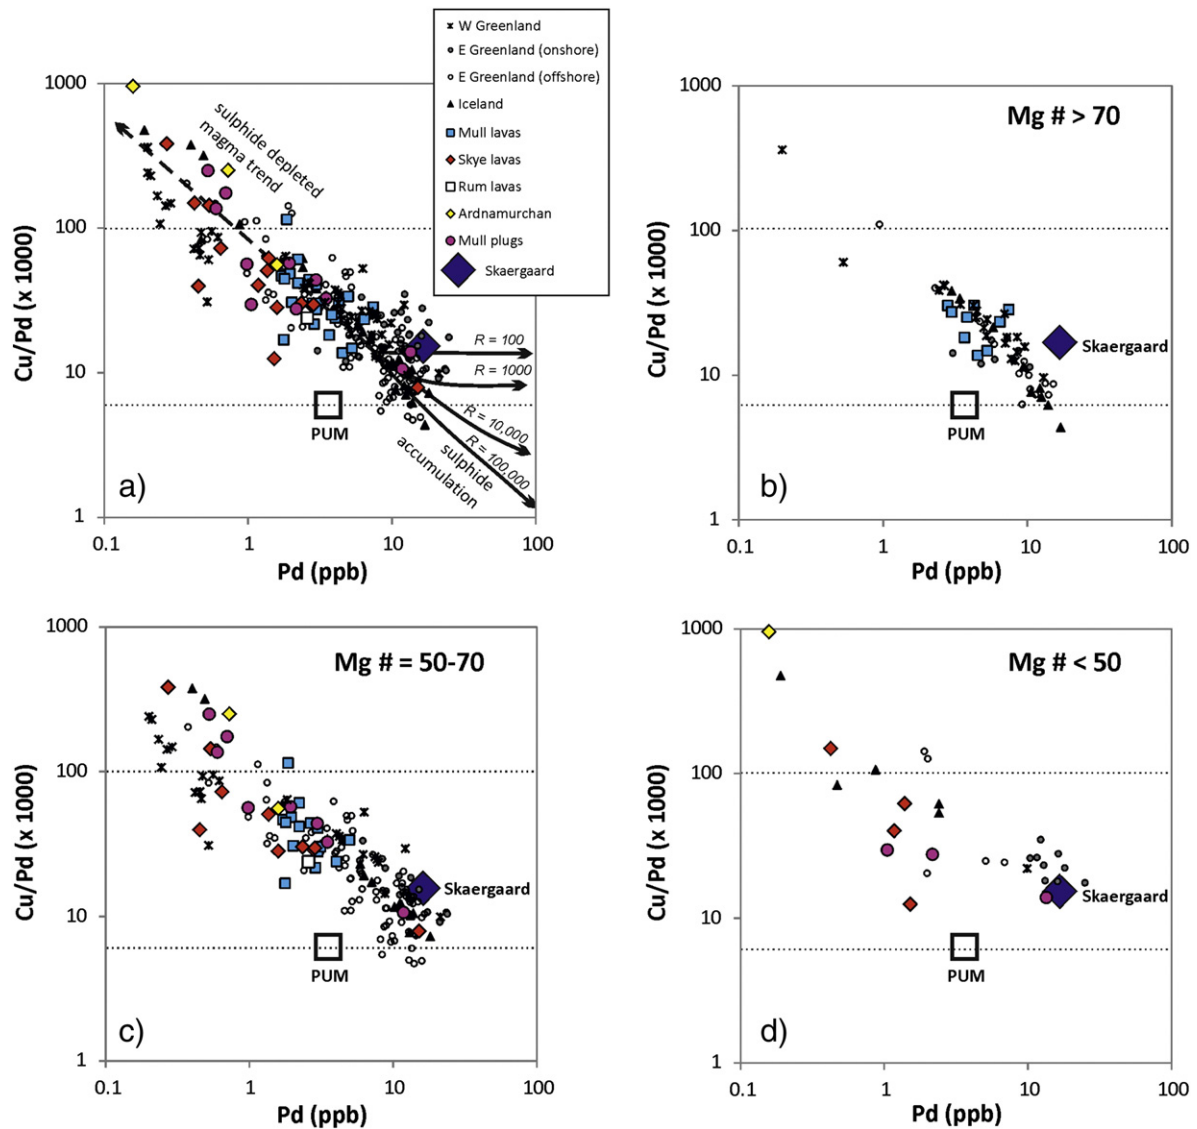 W Greenland
E Greenland (onshore)
E Greenland (offshore)
Iceland
Mull lavas
Skye lavas
Rum lavas
Ardnamurchan
Mull plugs
Skaergaard
Cu/Pd (x 1000)
1000
100
10
1
sulphide depleted
magma trend
R = 100
R = 1000
R = 10,000
R = 100,000
sulphide
accumulation
PUM
a)
0.1
1
10
100
Pd (ppb)
Cu/Pd (x 1000)
1000
100
10
1
Mg # > 70
Skaergaard
PUM
b)
0.1
1
10
100
Pd (ppb)
Cu/Pd (x 1000)
1000
100
10
1
Mg # = 50-70
Skaergaard
PUM
c)
0.1
1
10
100
Pd (ppb)
Cu/Pd (x 1000)
1000
100
10
1
Mg # < 50
Skaergaard
PUM
d)
0.1
1
10
100
Pd (ppb)